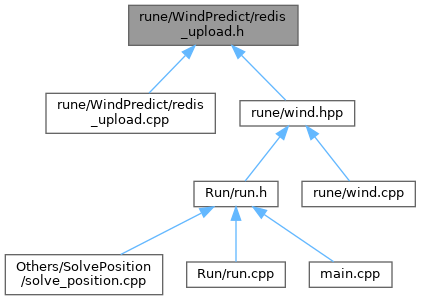 rune/WindPredict/redis
_upload.h
rune/WindPredict/redis
_upload.cpp
rune/wind.hpp
Run/run.h
rune/wind.cpp
Others/SolvePosition
/solve_position.cpp
Run/run.cpp
main.cpp